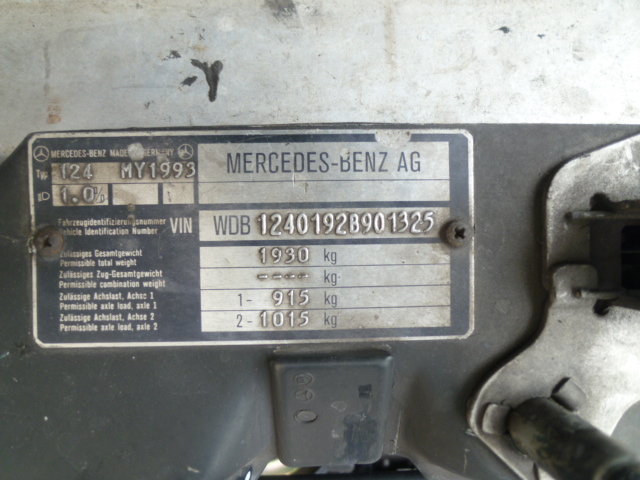 MERCEDES-BENZ MADE IN GERMANY
Typ 124 MY1993
1.0%
MERCEDES-BENZ AG
Fahrzeugidentifizierungsnummer
Vehicle Identification Number VIN WDB 1240192B901325
Zulässiges Gesamtgewicht
Permissible total weight 1930 kg
Zulässiges Zug-Gesamtgewicht
Permissible combination weight ---- kg
Zulässige Achslast, Achse 1
Permissible axle load, axle 1 1- 915 kg
Zulässige Achslast, Achse 2
Permissible axle load, axle 2 2- 1015 kg